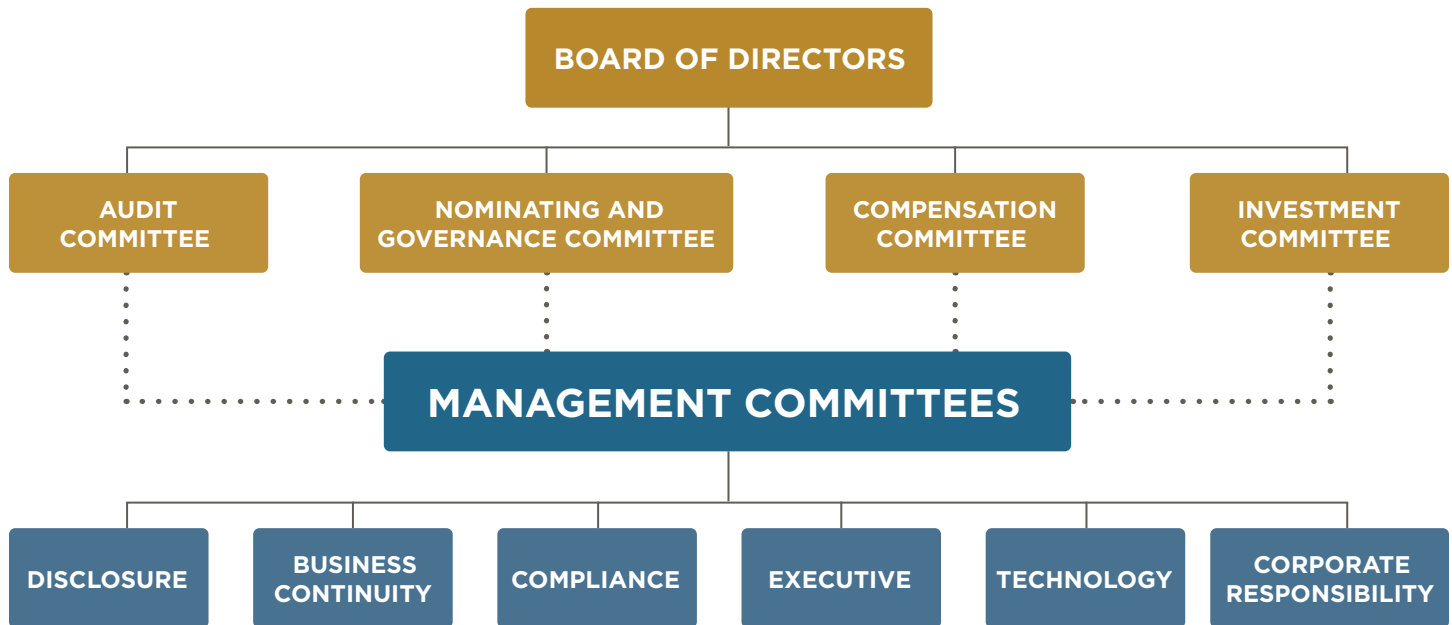 BOARD OF DIRECTORS
AUDIT
COMMITTEE
NOMINATING AND
GOVERNANCE COMMITTEE
COMPENSATION
COMMITTEE
INVESTMENT
COMMITTEE
MANAGEMENT COMMITTEES
DISCLOSURE
BUSINESS
CONTINUITY
COMPLIANCE
EXECUTIVE
TECHNOLOGY
CORPORATE
RESPONSIBILITY